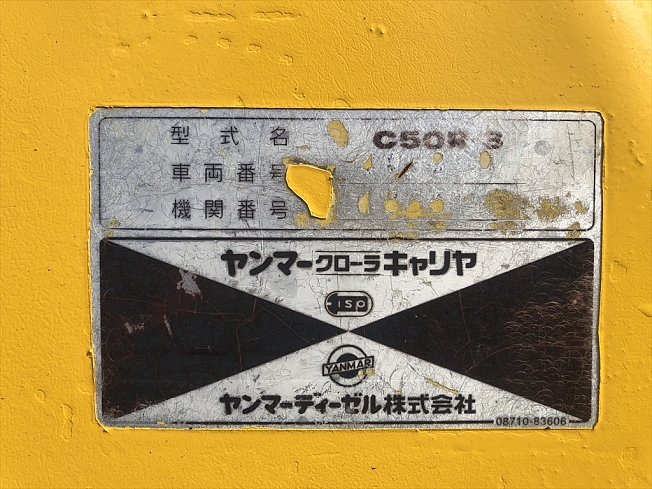 型式名 C50R 3
車両番号
機関番号
ヤンマークローラキャリヤ
isp
YANMAR
ヤンマーディーゼル株式会社
08710-83606